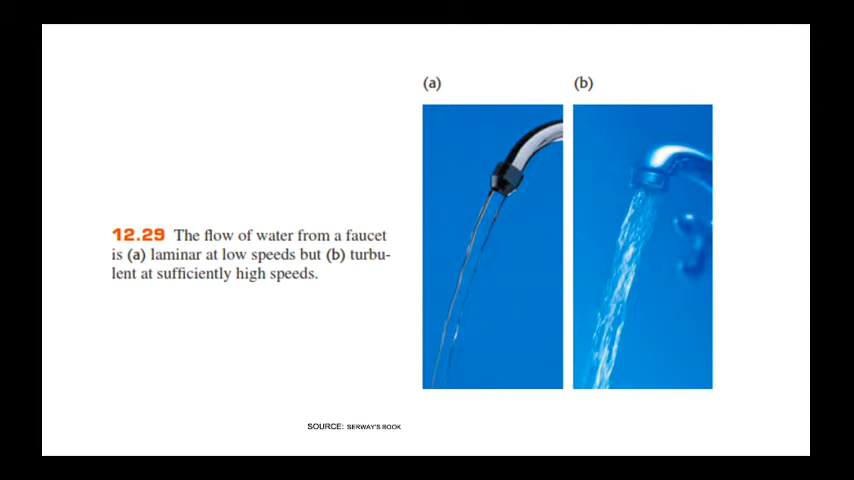 (a)
(b)
12.29 The flow of water from a faucet
is (a) laminar at low speeds but (b) turbu-
lent at sufficiently high speeds.
SOURCE: SERWAY'S BOOK